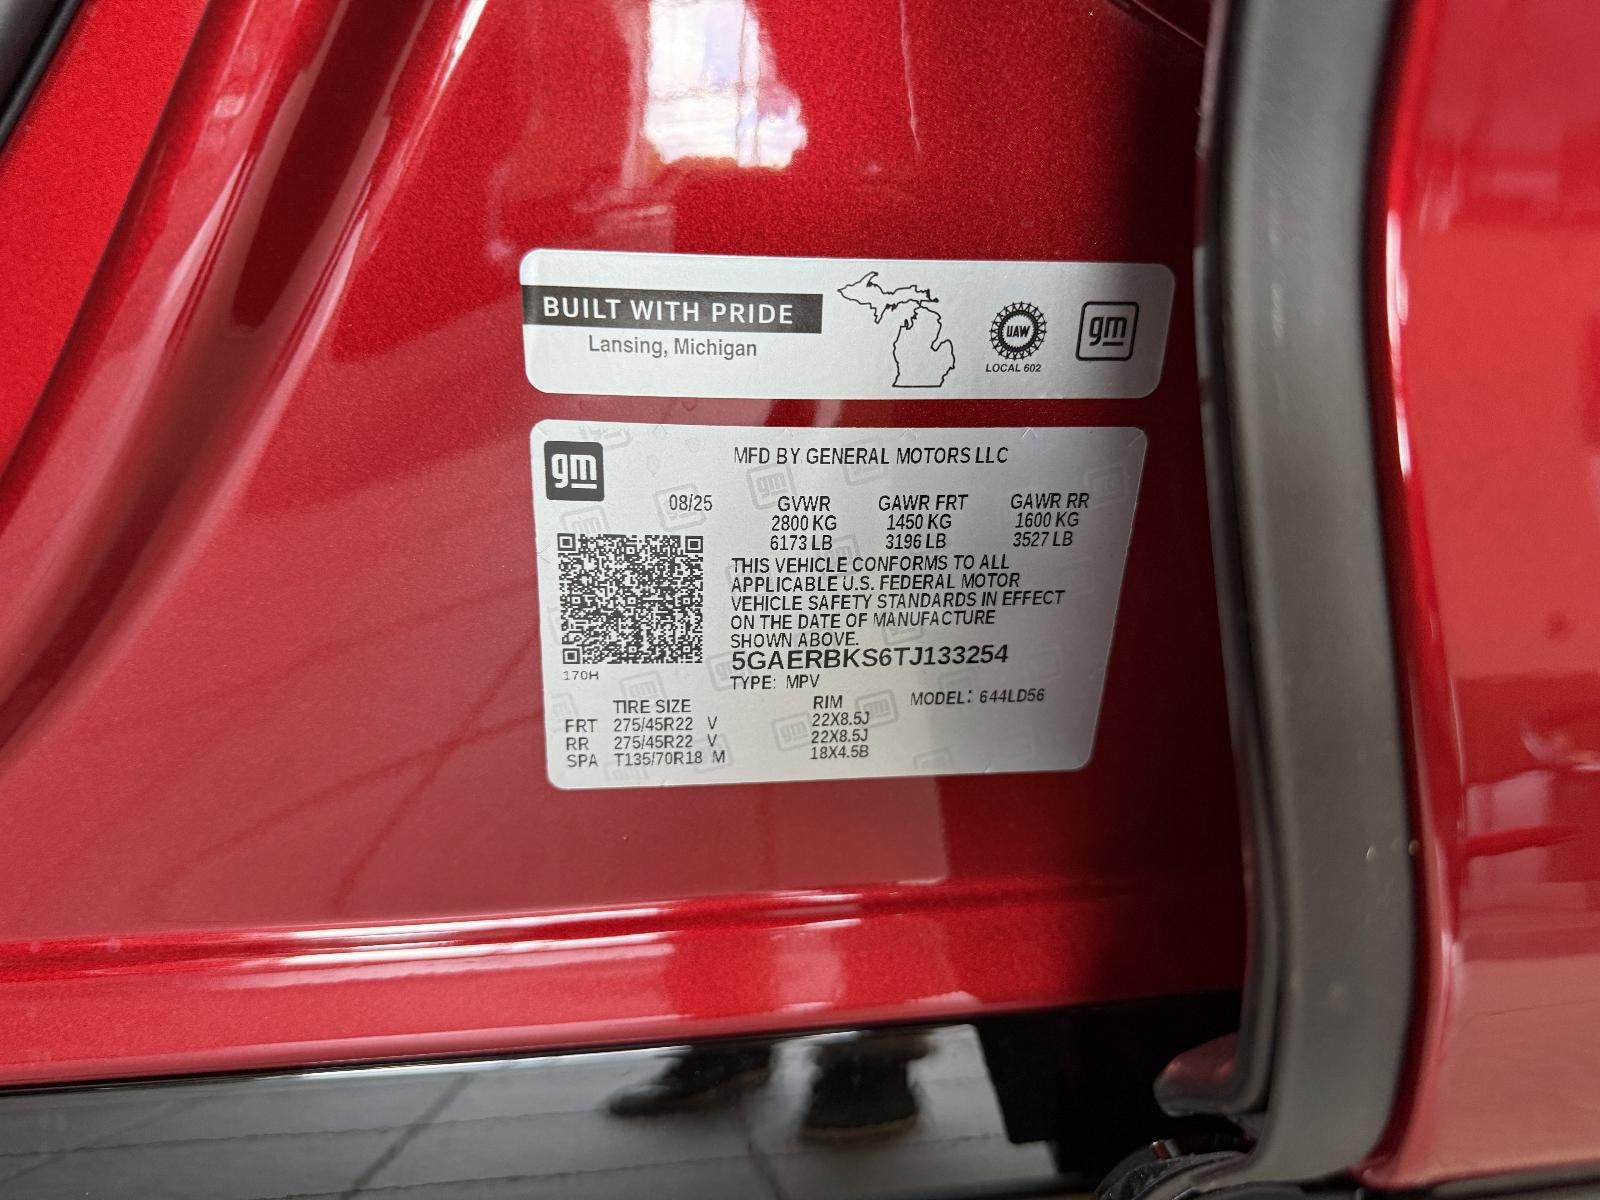 BUILT WITH PRIDE
Lansing, Michigan
UAW
LOCAL 602
gm
gm
MFD BY GENERAL MOTORS LLC
08/25 GVWR GAWR FRT GAWR RR
2800 KG 1450 KG 1600 KG
6173 LB 3196 LB 3527 LB
THIS VEHICLE CONFORMS TO ALL
APPLICABLE U.S. FEDERAL MOTOR
VEHICLE SAFETY STANDARDS IN EFFECT
ON THE DATE OF MANUFACTURE
SHOWN ABOVE.
5GAERBKS6TJ133254
170H
TYPE: MPV
MODEL: 644LD56
TIRE SIZE RIM
FRT 275/45R22 V 22X8.5J
RR 275/45R22 V 22X8.5J
SPA T135/70R18 M 18X4.5B